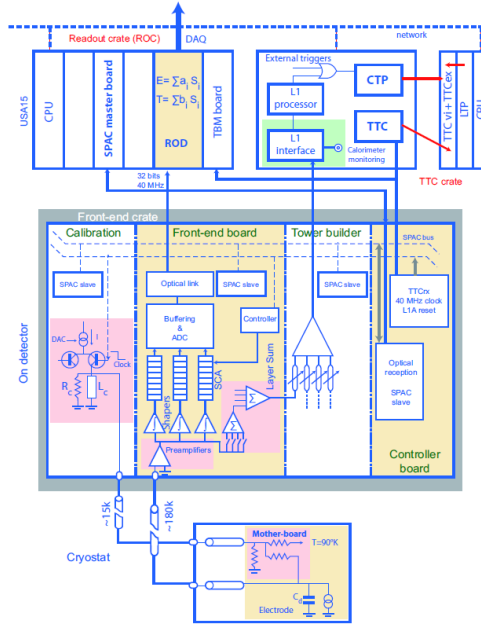 Readout crate (ROC)
DAQ
network
USA15
CPU
SPAC master board
E= ∑ aᵢ Sᵢ
T= ∑ bᵢ Sᵢ
ROD
TBM board
External triggers
CTP
L1
processor
TTC
L1
interface
Calorimeter
monitoring
TTC vi + TTC ex
LTP
CPU
TTC crate
32 bits
40 MHz
Front-end crate
On detector
Calibration
Front-end board
Tower builder
SPAC bus
SPAC slave
Optical link
SPAC slave
SPAC slave
TTCrx
40 MHz clock
L1A reset
Buffering
&
ADC
Controller
DAC
I
Clock
R c
L c
SCA
Layer Sum
∑
∑
Shapers
Preamplifiers
Optical
reception
SPAC
slave
Controller
board
~15k
~180k
Cryostat
Mother-board
T=90°K
C d
Electrode